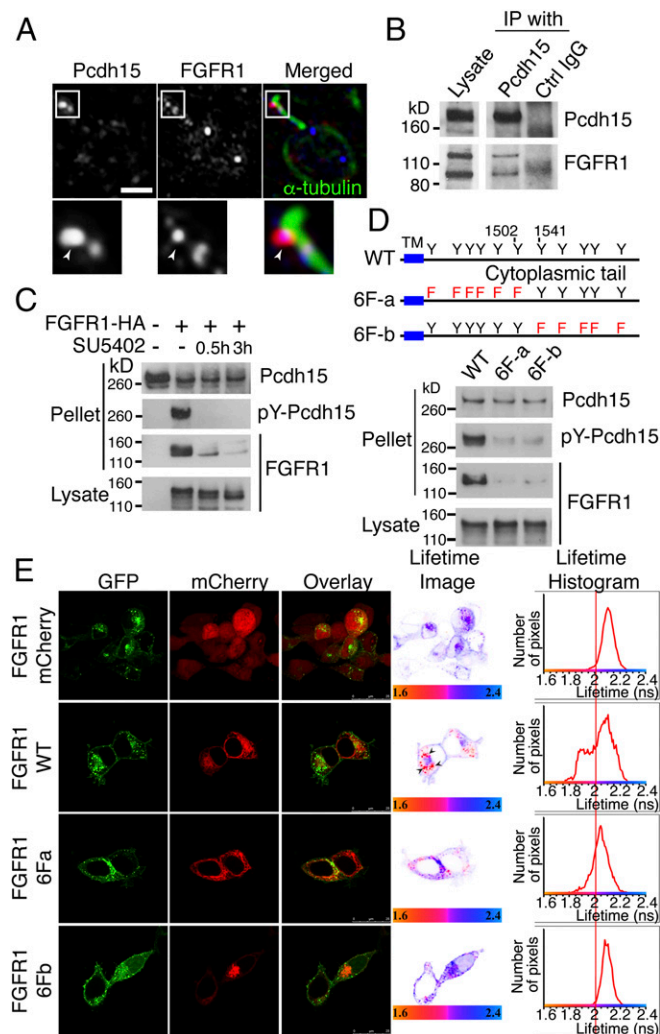 A
Pcdh15 FGFR1 Merged
α-tubulin
B
IP with
Lysate Pcdh15 Ctrl IgG
kD
160
Pcdh15
110
80
FGFR1
C
FGFR1-HA - + + +
SU5402 - - 0.5h 3h
kD
260
Pcdh15
Pellet
260
pY-Pcdh15
160
110
FGFR1
Lysate
160
110
D
TM
1502 1541
WT Y Y Y Y Y Y Y Y Y Y Y
Cytoplasmic tail
6F-a F F F F F F Y Y Y Y Y
6F-b Y Y Y Y Y Y F F F F F
WT 6F-a 6F-b
kD
260
Pcdh15
Pellet
260
pY-Pcdh15
160
110
FGFR1
Lysate
160
110
E
GFP mCherry Overlay Lifetime Image Lifetime Histogram
FGFR1 mCherry
1.6 2.4
Number of pixels
1.6 1.8 2 2.2 2.4
Lifetime (ns)
FGFR1 WT
1.6 2.4
Number of pixels
1.6 1.8 2 2.2 2.4
Lifetime (ns)
FGFR1 6Fa
1.6 2.4
Number of pixels
1.6 1.8 2 2.2 2.4
Lifetime (ns)
FGFR1 6Fb
1.6 2.4
Number of pixels
1.6 1.8 2 2.2 2.4
Lifetime (ns)